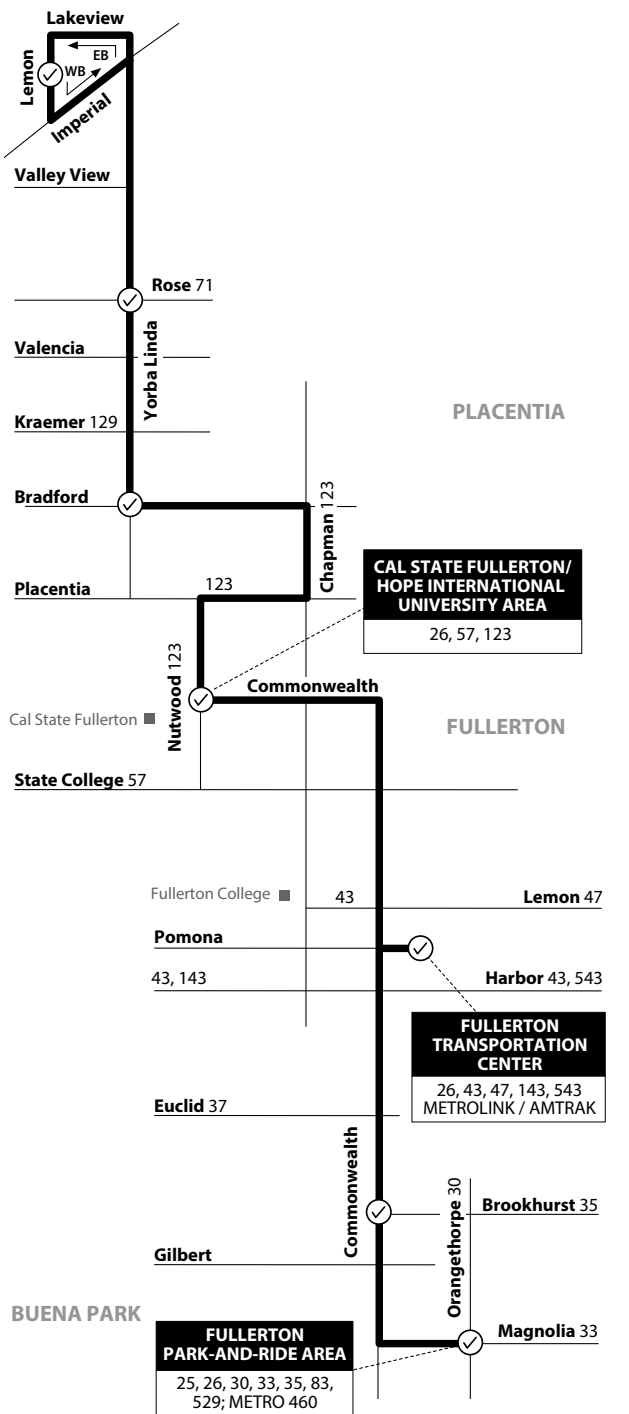 Lakeview
EB
WB
Lemon
Imperial
Valley View
Rose 71
Valencia
Yorba Linda
Kraemer 129
PLACENTIA
Bradford
Chapman 123
CAL STATE FULLERTON/
HOPE INTERNATIONAL
UNIVERSITY AREA
26, 57, 123
Placentia
123
Nutwood 123
Commonwealth
Cal State Fullerton
FULLERTON
State College 57
Fullerton College
43
Lemon 47
Pomona
43, 143
Harbor 43, 543
FULLERTON
TRANSPORTATION
CENTER
26, 43, 47, 143, 543
METROLINK / AMTRAK
Euclid 37
Commonwealth
Orangethorpe 30
Brookhurst 35
Gilbert
BUENA PARK
Magnolia 33
FULLERTON
PARK-AND-RIDE AREA
25, 26, 30, 33, 35, 83,
529; METRO 460